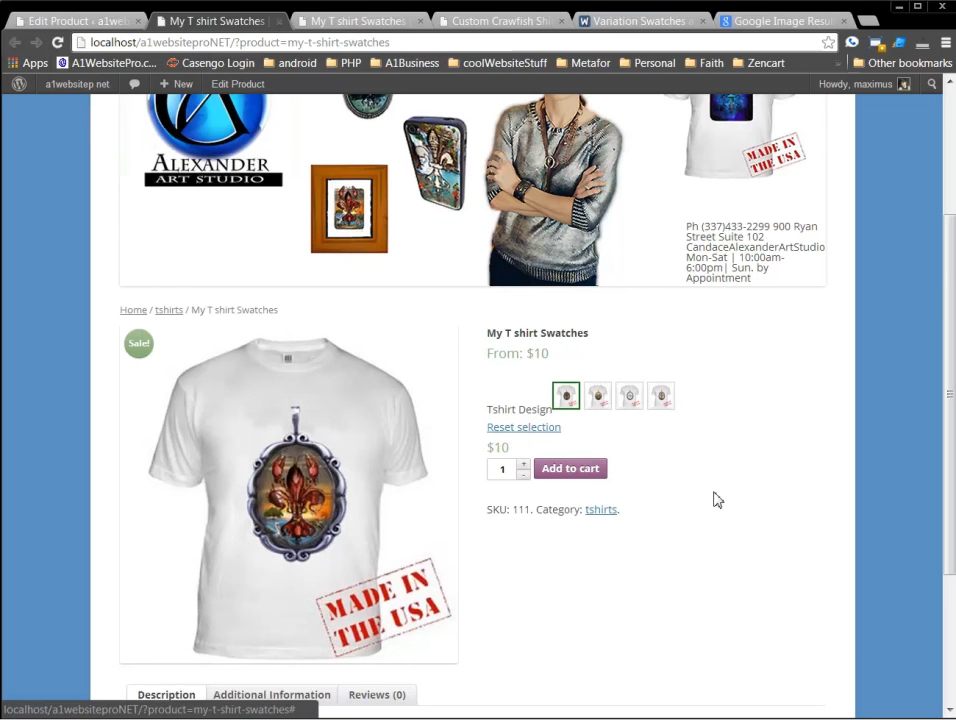 Edit Product ‹ a1web
My T shirt Swatches |
My T shirt Swatches
Custom Crawfish Shi
Variation Swatches a
Google Image Resul
localhost/a1websiteproNET/?product=my-t-shirt-swatches
Apps
A1WebsitePro.c...
Casengo Login
android
PHP
A1Business
coolWebsiteStuff
Metafor
Personal
Faith
Zencart
Other bookmarks
a1websitep net
New
Edit Product
Howdy, maximus
ALEXANDER
ART STUDIO
MADE IN
THE USA
Ph (337)433-2299 900 Ryan
Street Suite 102
CandaceAlexanderArtStudio
Mon-Sat | 10:00am-
6:00pm| Sun. by
Appointment
Home / tshirts / My T shirt Swatches
Sale!
My T shirt Swatches
From: $10
Tshirt Design
Reset selection
$10
1
+
-
Add to cart
SKU: 111. Category: tshirts.
MADE IN
THE USA
Description
Additional Information
Reviews (0)
localhost/a1websiteproNET/?product=my-t-shirt-swatches#